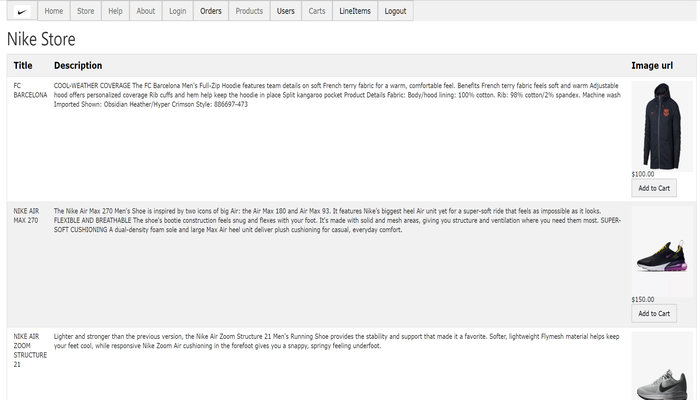 Home Store Help About Login Orders Products Users Carts LineItems Logout
Nike Store
Title Description Image url
FC BARCELONA
COOL-WEATHER COVERAGE The FC Barcelona Men's Full-Zip Hoodie features team details on soft French terry fabric for a warm, comfortable feel. Benefits French terry fabric feels soft and warm Adjustable
hood offers personalized coverage Rib cuffs and hem help keep the hoodie in place Split kangaroo pocket Product Details Fabric: Body/hood lining: 100% cotton. Rib: 98% cotton/2% spandex. Machine wash
Imported Shown: Obsidian Heather/Hyper Crimson Style: 886697-473
$100.00
Add to Cart
NIKE AIR
MAX 270
The Nike Air Max 270 Men's Shoe is inspired by two icons of big Air: the Air Max 180 and Air Max 93. It features Nike's biggest heel Air unit yet for a super-soft ride that feels as impossible as it looks.
FLEXIBLE AND BREATHABLE The shoe's bootie construction feels snug and flexes with your foot. It's made with solid and mesh areas, giving you structure and ventilation where you need them most. SUPER-
SOFT CUSHIONING A dual-density foam sole and large Max Air heel unit deliver plush cushioning for casual, everyday comfort.
$150.00
Add to Cart
NIKE AIR
ZOOM
STRUCTURE
21
Lighter and stronger than the previous version, the Nike Air Zoom Structure 21 Men's Running Shoe provides the stability and support that made it a favorite. Softer, lightweight Flymesh material helps keep
your feet cool, while responsive Nike Zoom Air cushioning in the forefoot gives you a snappy, springy feeling underfoot.